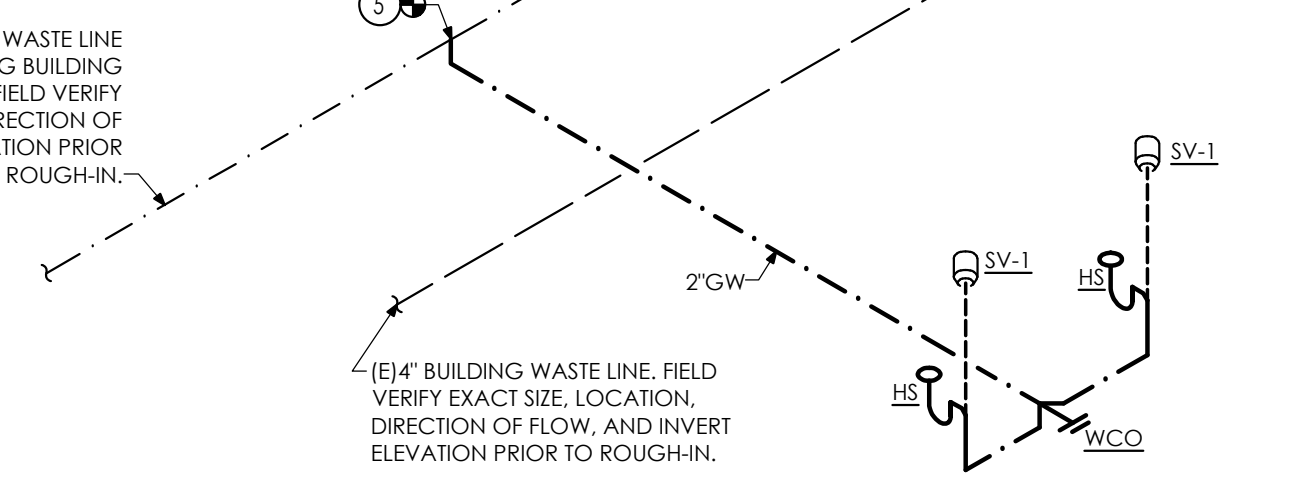 5
WASTE LINE
G BUILDING
FIELD VERIFY
RECTION OF
ATION PRIOR
ROUGH-IN.
SV-1
SV-1
HS
2"GW
(E)4" BUILDING WASTE LINE. FIELD
VERIFY EXACT SIZE, LOCATION,
DIRECTION OF FLOW, AND INVERT
ELEVATION PRIOR TO ROUGH-IN.
HS
WCO